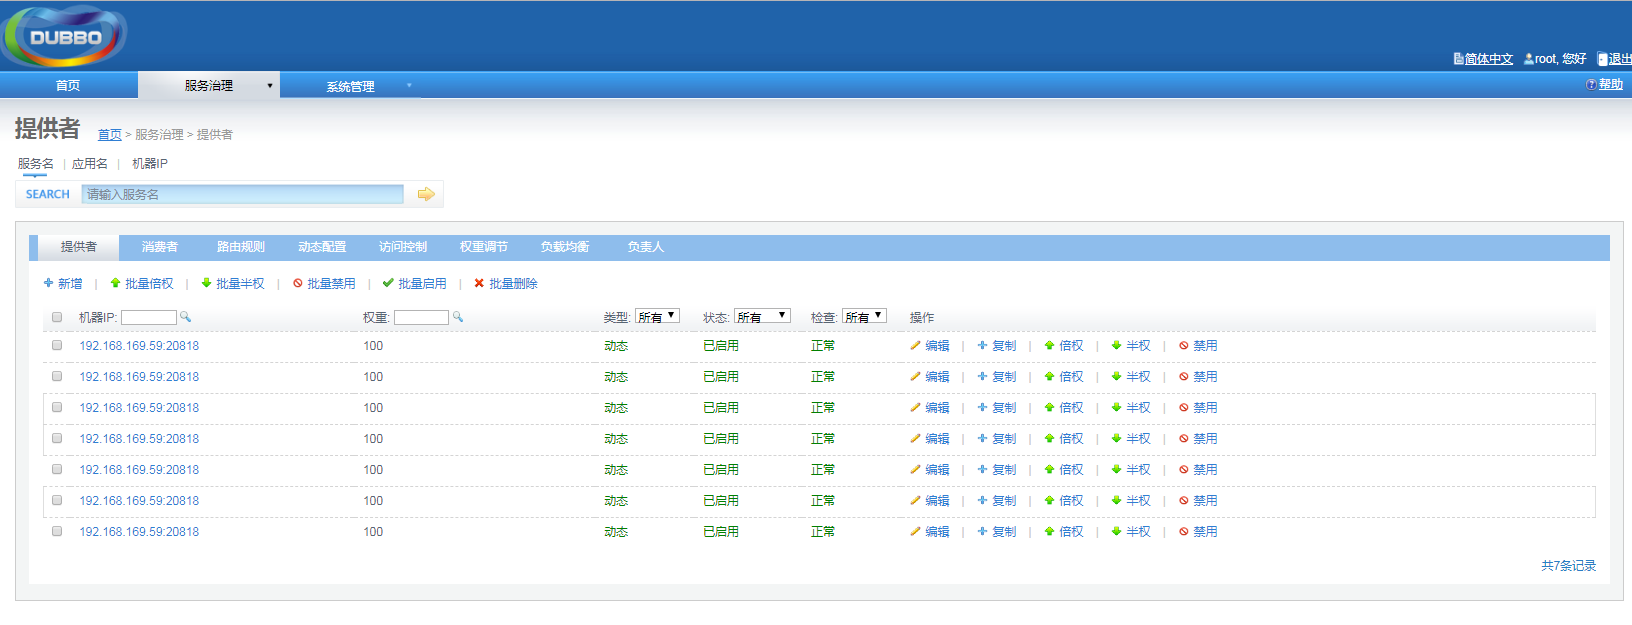 DUBBO
简体中文 root, 您好 退出
首页 服务治理 系统管理 帮助
提供者 首页 > 服务治理 > 提供者
服务名 | 应用名 | 机器IP
SEARCH 请输入服务名
提供者 消费者 路由规则 动态配置 访问控制 权重调节 负载均衡 负责人
新增 | 批量倍权 | 批量半权 | 批量禁用 | 批量启用 | 批量删除
机器IP: 权重: 类型: 所有 状态: 所有 检查: 所有 操作
192.168.169.59:20818 100 动态 已启用 正常 编辑 | 复制 | 倍权 | 半权 | 禁用
192.168.169.59:20818 100 动态 已启用 正常 编辑 | 复制 | 倍权 | 半权 | 禁用
192.168.169.59:20818 100 动态 已启用 正常 编辑 | 复制 | 倍权 | 半权 | 禁用
192.168.169.59:20818 100 动态 已启用 正常 编辑 | 复制 | 倍权 | 半权 | 禁用
192.168.169.59:20818 100 动态 已启用 正常 编辑 | 复制 | 倍权 | 半权 | 禁用
192.168.169.59:20818 100 动态 已启用 正常 编辑 | 复制 | 倍权 | 半权 | 禁用
192.168.169.59:20818 100 动态 已启用 正常 编辑 | 复制 | 倍权 | 半权 | 禁用
共7条记录